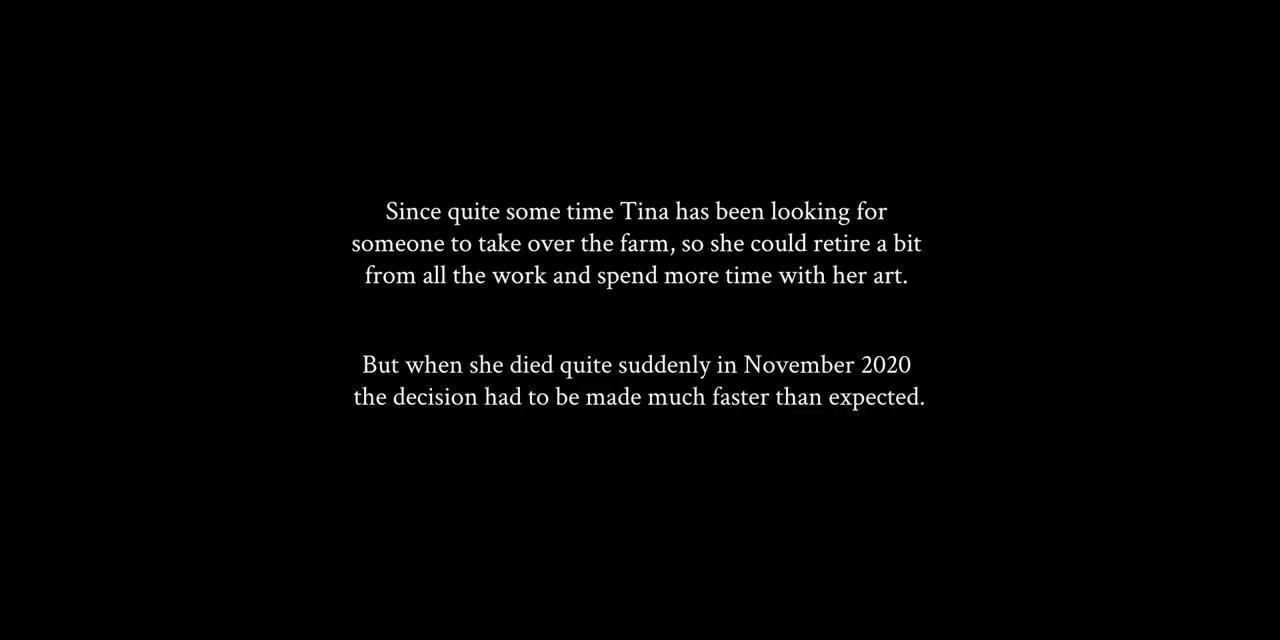 Since quite some time Tina has been looking for
someone to take over the farm, so she could retire a bit
from all the work and spend more time with her art.
But when she died quite suddenly in November 2020
the decision had to be made much faster than expected.